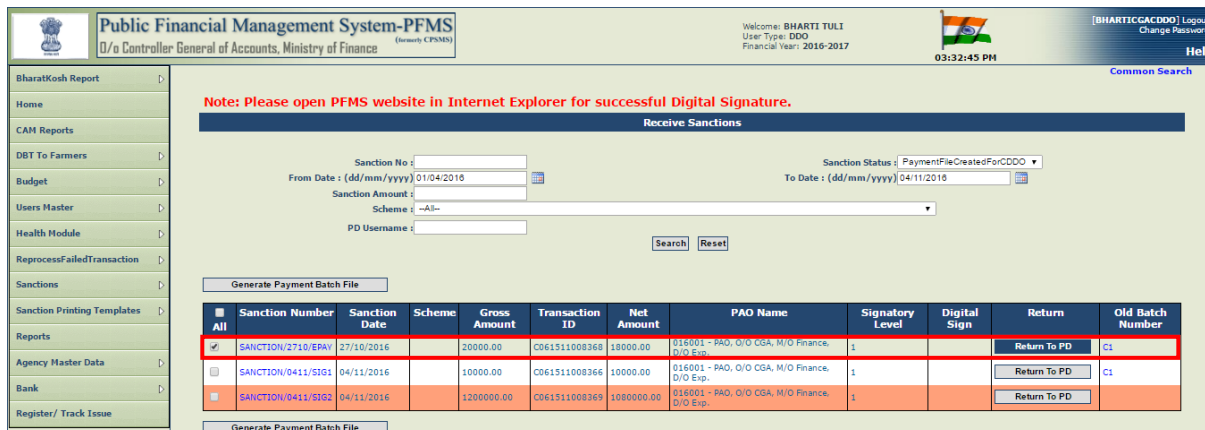 Public Financial Management System-PFMS
(formerly CPSMS)
O/o Controller General of Accounts, Ministry of Finance
Welcome: BHARTI TULI
User Type: DDO
Financial Year: 2016-2017
03:32:45 PM
[BHARTICGACDDO] Logou
Change Passwor
Hel
Common Search
BharatKosh Report
Home
CAM Reports
DBT To Farmers
Budget
Users Master
Health Module
ReprocessFailedTransaction
Sanctions
Sanction Printing Templates
Reports
Agency Master Data
Bank
Register/ Track Issue
Note: Please open PFMS website in Internet Explorer for successful Digital Signature.
Receive Sanctions
Sanction No :
Sanction Status : PaymentFileCreatedForCDDO
From Date : (dd/mm/yyyy) 01/04/2016
To Date : (dd/mm/yyyy) 04/11/2016
Sanction Amount :
Scheme : --All--
PD Username :
Search Reset
Generate Payment Batch File
All Sanction Number Sanction Date Scheme Gross Amount Transaction ID Net Amount PAO Name Signatory Level Digital Sign Return Old Batch Number
SANCTION/2710/EPAY 27/10/2016 20000.00 C061511008368 18000.00 016001 - PAO, O/O CGA, M/O Finance, D/O Exp. 1 Return To PD C1
SANCTION/0411/SIG1 04/11/2016 10000.00 C061511008366 10000.00 016001 - PAO, O/O CGA, M/O Finance, D/O Exp. 1 Return To PD C1
SANCTION/0411/SIG2 04/11/2016 1200000.00 C061511008369 1080000.00 016001 - PAO, O/O CGA, M/O Finance, D/O Exp. 1 Return To PD
Generate Payment Batch File